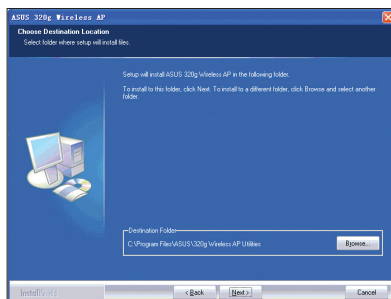 ASUS 320g Wireless AP
Choose Destination Location
Select folder where setup will install files.
Setup will install ASUS 320g Wireless AP in the following folder.
To install to this folder, click Next. To install to a different folder, click Browse and select another
folder.
Destination Folder
C:\Program Files\ASUS\320g Wireless AP Utilities
Browse...
InstallShield
< Back Next > Cancel